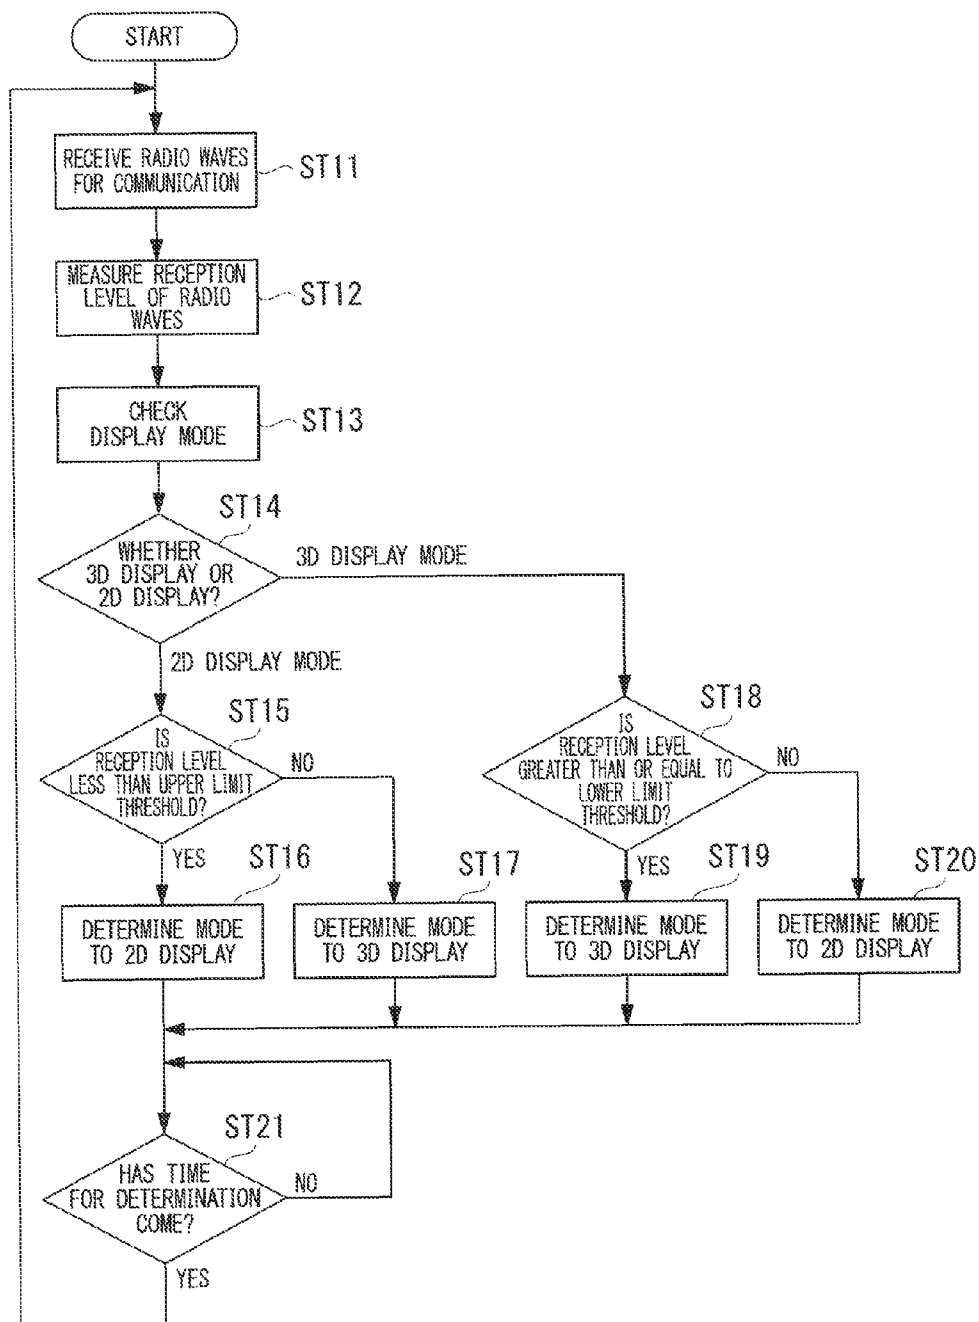 START
RECEIVE RADIO WAVES
FOR COMMUNICATION
ST11
MEASURE RECEPTION
LEVEL OF RADIO
WAVES
ST12
CHECK
DISPLAY MODE
ST13
ST14
WHETHER
3D DISPLAY OR
2D DISPLAY?
3D DISPLAY MODE
2D DISPLAY MODE
ST15
IS
RECEPTION LEVEL
LESS THAN UPPER LIMIT
THRESHOLD?
NO
YES
ST18
IS
RECEPTION LEVEL
GREATER THAN OR EQUAL TO
LOWER LIMIT
THRESHOLD?
NO
YES
ST16
DETERMINE MODE
TO 2D DISPLAY
ST17
DETERMINE MODE
TO 3D DISPLAY
ST19
DETERMINE MODE
TO 3D DISPLAY
ST20
DETERMINE MODE
TO 2D DISPLAY
ST21
HAS TIME
FOR DETERMINATION
COME?
NO
YES